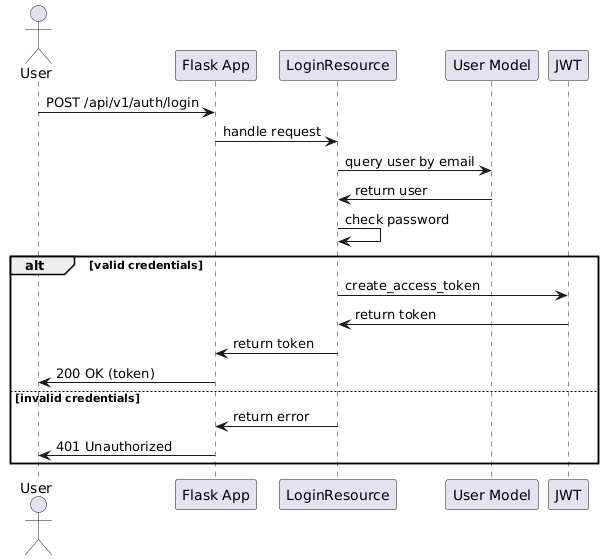 User
Flask App
LoginResource
User Model
JWT
POST /api/v1/auth/login
handle request
query user by email
return user
check password
alt
[valid credentials]
create_access_token
return token
return token
200 OK (token)
[invalid credentials]
return error
401 Unauthorized
User
Flask App
LoginResource
User Model
JWT